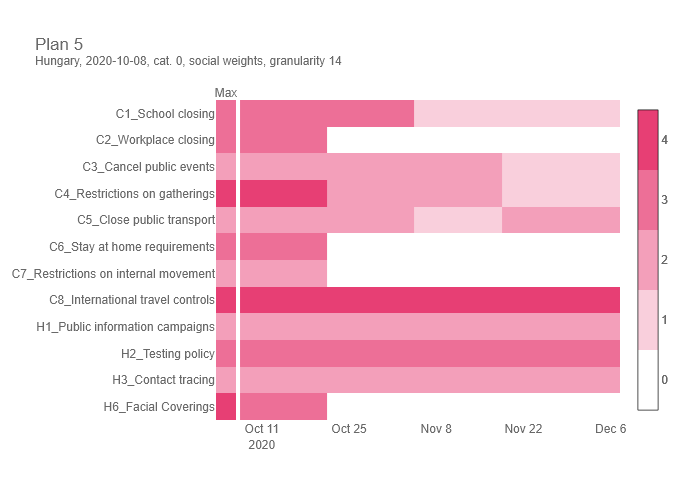 Plan 5
Hungary, 2020-10-08, cat. 0, social weights, granularity 14
Max
C1_School closing
C2_Workplace closing
C3_Cancel public events
C4_Restrictions on gatherings
C5_Close public transport
C6_Stay at home requirements
C7_Restrictions on internal movement
C8_International travel controls
H1_Public information campaigns
H2_Testing policy
H3_Contact tracing
H6_Facial Coverings
4
3
2
1
0
Oct 11 Oct 25 Nov 8 Nov 22 Dec 6
2020